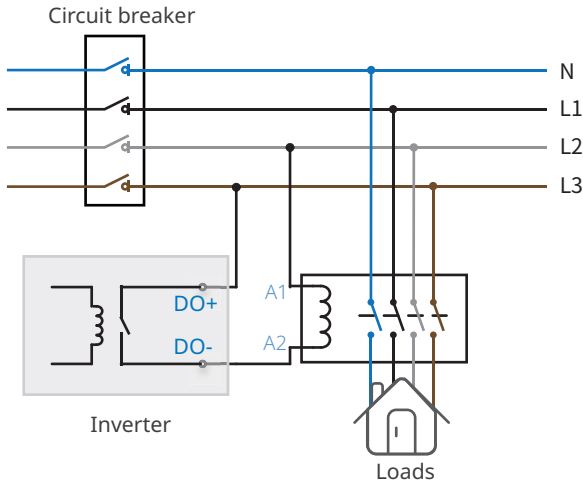 Circuit breaker
N
L1
L2
L3
DO+
A1
DO-
A2
Inverter
Loads